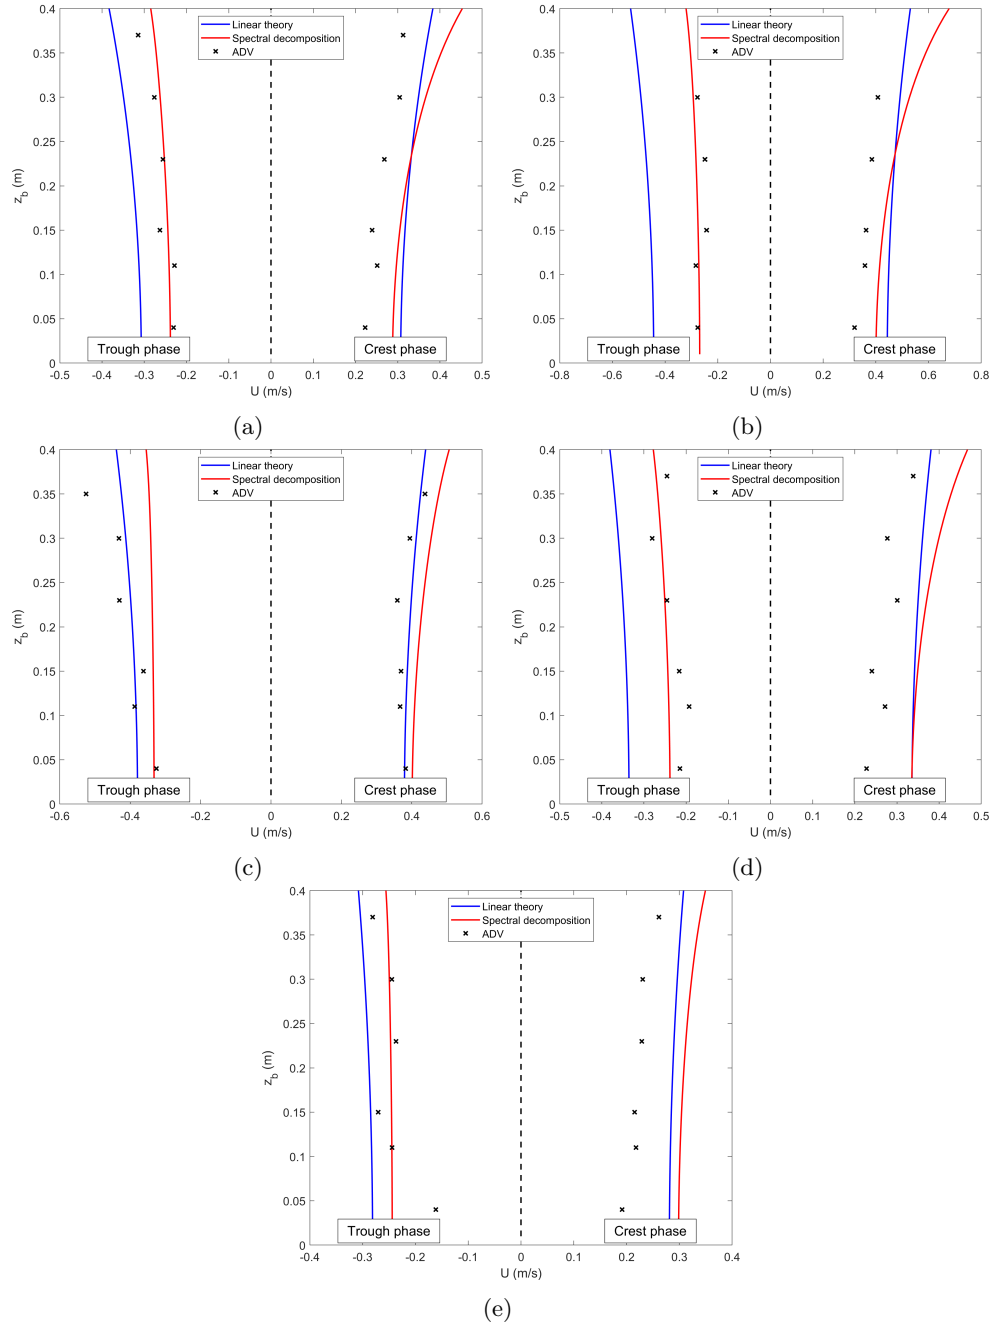 Linear theory
Spectral decomposition
ADV
0.4
0.35
0.3
0.25
0.2
0.15
0.1
0.05
0
z_b (m)
Trough phase
Crest phase
-0.5 -0.4 -0.3 -0.2 -0.1 0 0.1 0.2 0.3 0.4 0.5
U (m/s)
(a)
Linear theory
Spectral decomposition
ADV
0.4
0.35
0.3
0.25
0.2
0.15
0.1
0.05
0
z_b (m)
Trough phase
Crest phase
-0.8 -0.6 -0.4 -0.2 0 0.2 0.4 0.6 0.8
U (m/s)
(b)
Linear theory
Spectral decomposition
ADV
0.4
0.35
0.3
0.25
0.2
0.15
0.1
0.05
0
z_b (m)
Trough phase
Crest phase
-0.6 -0.4 -0.2 0 0.2 0.4 0.6
U (m/s)
(c)
Linear theory
Spectral decomposition
ADV
0.4
0.35
0.3
0.25
0.2
0.15
0.1
0.05
0
z_b (m)
Trough phase
Crest phase
-0.5 -0.4 -0.3 -0.2 -0.1 0 0.1 0.2 0.3 0.4 0.5
U (m/s)
(d)
Linear theory
Spectral decomposition
ADV
0.4
0.35
0.3
0.25
0.2
0.15
0.1
0.05
0
z_b (m)
Trough phase
Crest phase
-0.4 -0.3 -0.2 -0.1 0 0.1 0.2 0.3 0.4
U (m/s)
(e)